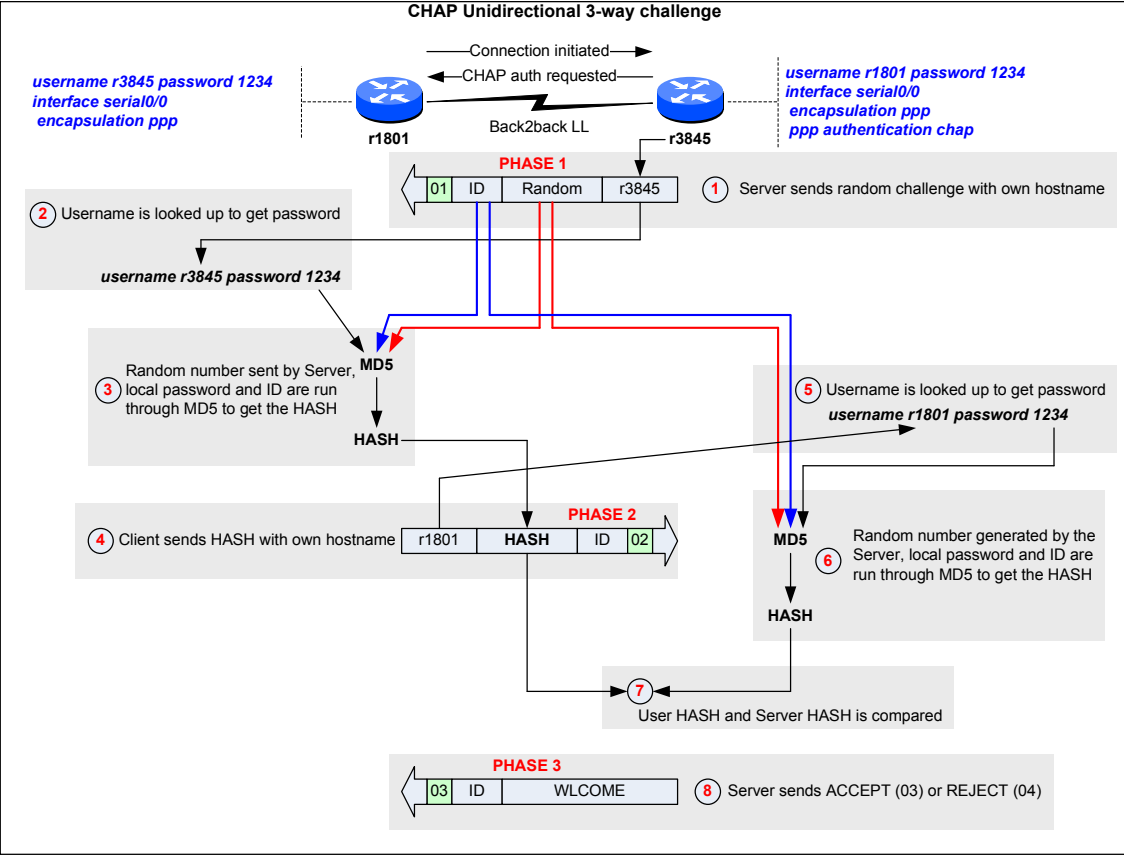 CHAP Unidirectional 3-way challenge
Connection initiated
CHAP auth requested
username r3845 password 1234
interface serial0/0
encapsulation ppp
username r1801 password 1234
interface serial0/0
encapsulation ppp
ppp authentication chap
Back2back LL
r1801
r3845
PHASE 1
01 ID Random r3845
1 Server sends random challenge with own hostname
2 Username is looked up to get password
username r3845 password 1234
MD5
3 Random number sent by Server,
local password and ID are run
through MD5 to get the HASH
HASH
5 Username is looked up to get password
username r1801 password 1234
PHASE 2
4 Client sends HASH with own hostname
r1801 HASH ID 02
MD5
6 Random number generated by the
Server, local password and ID are
run through MD5 to get the HASH
HASH
7
User HASH and Server HASH is compared
PHASE 3
03 ID WLCOME
8 Server sends ACCEPT (03) or REJECT (04)